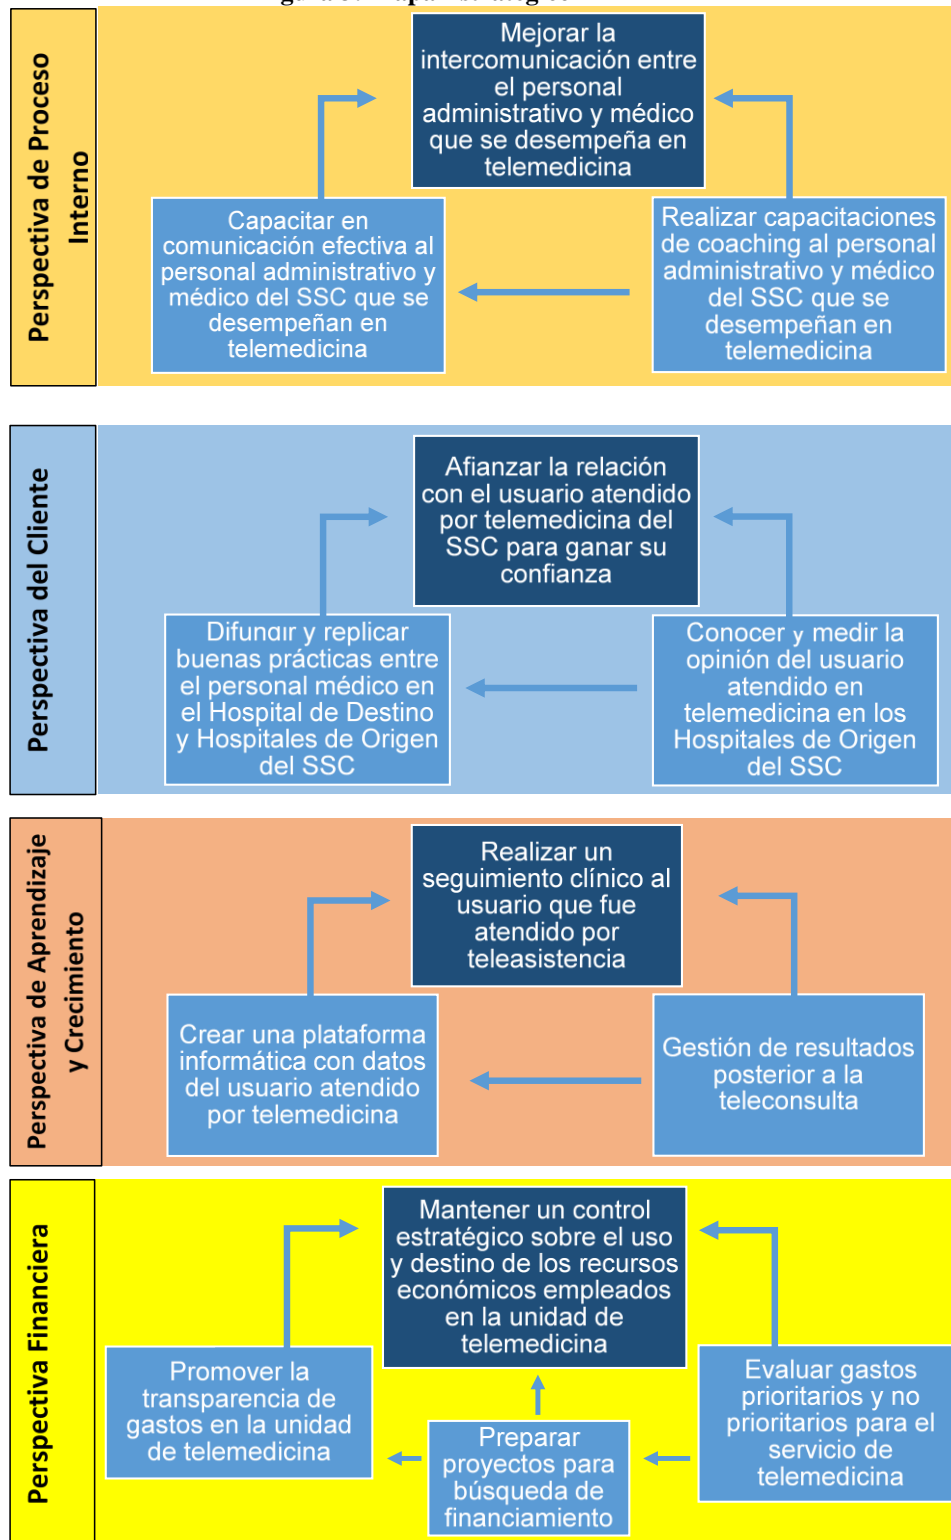 Perspectiva de Proceso
Interno
Mejorar la
intercomunicación entre
el personal
administrativo y médico
que se desempeña en
telemedicina
Capacitar en
comunicación efectiva al
personal administrativo y
médico del SSC que se
desempeñan en
telemedicina
Realizar capacitaciones
de coaching al personal
administrativo y médico
del SSC que se
desempeñan en
telemedicina
Perspectiva del Cliente
Afianzar la relación
con el usuario atendido
por telemedicina del
SSC para ganar su
confianza
Difundir y replicar
buenas prácticas entre
el personal médico en
el Hospital de Destino
y Hospitales de Origen
del SSC
Conocer y medir la
opinión del usuario
atendido en
telemedicina en los
Hospitales de Origen
del SSC
Perspectiva de Aprendizaje
y Crecimiento
Realizar un
seguimiento clínico al
usuario que fue
atendido por
teleasistencia
Crear una plataforma
informática con datos
del usuario atendido
por telemedicina
Gestión de resultados
posterior a la
teleconsulta
Perspectiva Financiera
Mantener un control
estratégico sobre el uso
y destino de los recursos
económicos empleados
en la unidad de
telemedicina
Promover la
transparencia de
gastos en la unidad
de telemedicina
Preparar
proyectos para
búsqueda de
financiamiento
Evaluar gastos
prioritarios y no
prioritarios para el
servicio de
telemedicina